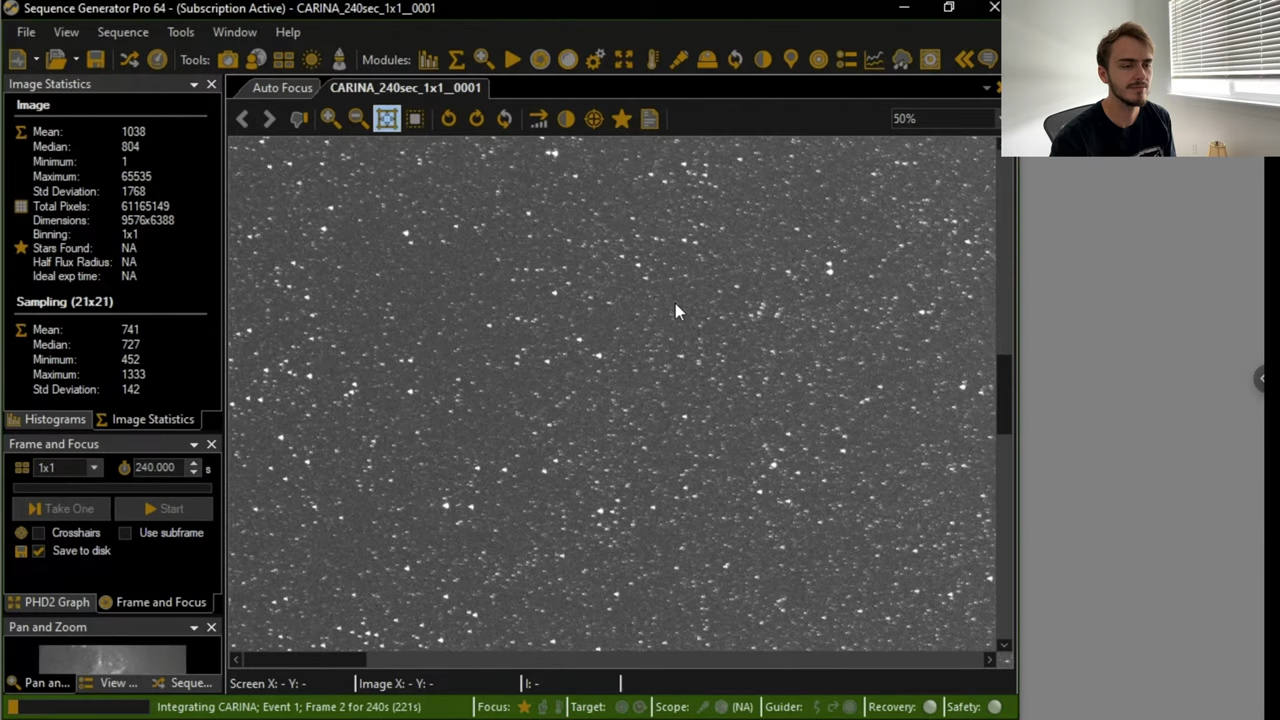 Sequence Generator Pro 64 - (Subscription Active) - CARINA_240sec_1x1__0001
File View Sequence Tools Window Help
Tools: Modules:
Image Statistics
Auto Focus CARINA_240sec_1x1__0001
Image
50%
Mean: 1038
Median: 804
Minimum: 1
Maximum: 65535
Std Deviation: 1768
Total Pixels: 61165149
Dimensions: 9576x6388
Binning: 1x1
Stars Found: NA
Half Flux Radius: NA
Ideal exp time: NA
Sampling (21x21)
Mean: 741
Median: 727
Minimum: 452
Maximum: 1333
Std Deviation: 142
Histograms Image Statistics
Frame and Focus
1x1 240.000 s
Take One Start
Crosshairs Use subframe
Save to disk
PHD2 Graph Frame and Focus
Pan and Zoom
Pan an... View ... Seque...
Screen X: - Y: - Image X: - Y: - I: -
Integrating CARINA; Event 1; Frame 2 for 240s (221s) Focus: Target: Scope: (NA) Guider: Recovery: Safety: